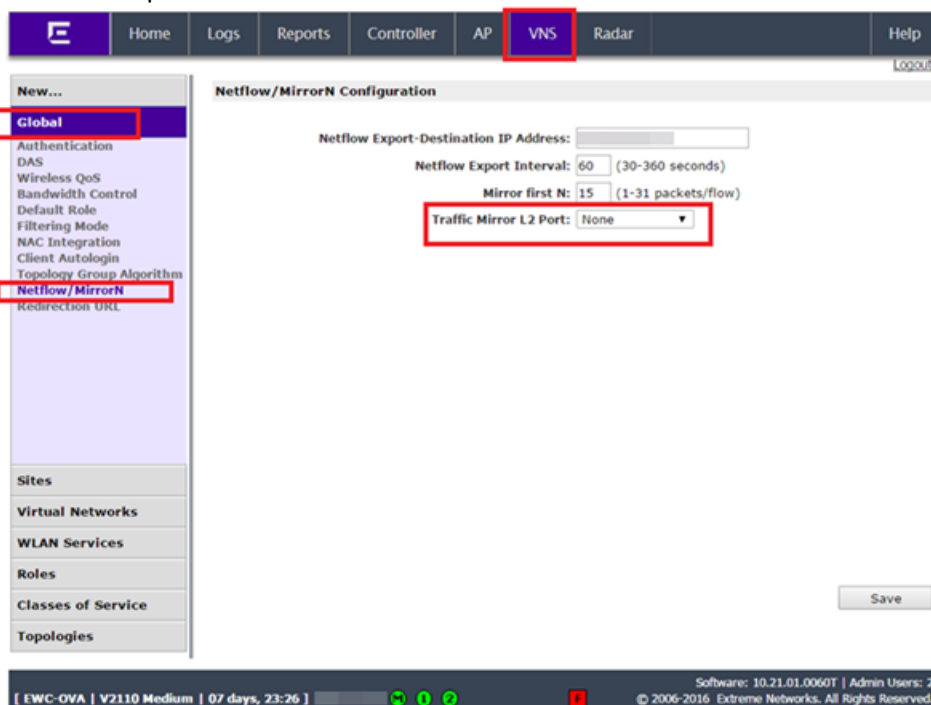 Home Logs Reports Controller AP VNS Radar Help
Logout
New...
Netflow/MirrorN Configuration
Global
Authentication
DAS
Wireless QoS
Bandwidth Control
Default Role
Filtering Mode
NAC Integration
Client Autologin
Topology Group Algorithm
Netflow/MirrorN
Redirection URL
Netflow Export-Destination IP Address:
Netflow Export Interval: 60 (30-360 seconds)
Mirror first N: 15 (1-31 packets/flow)
Traffic Mirror L2 Port: None
Sites
Virtual Networks
WLAN Services
Roles
Classes of Service
Topologies
Save
[ EWC-OVA | V2110 Medium | 07 days, 23:26 ] M 1 2 F
Software: 10.21.01.0060T | Admin Users: 2
© 2006-2016 Extreme Networks. All Rights Reserved.